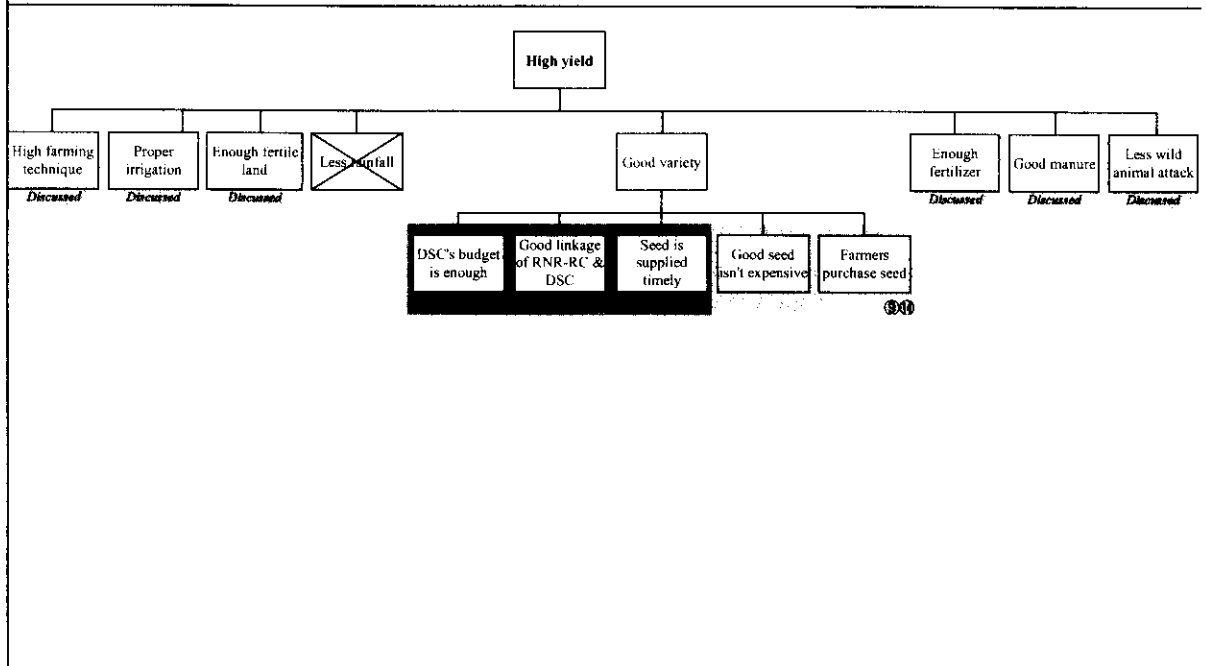 High yield
High farming
technique
Discussed
Proper
irrigation
Discussed
Enough fertile
land
Discussed
Less rainfall
Good variety
Enough
fertilizer
Discussed
Good manure
Discussed
Less wild
animal attack
Discussed
DSC's budget
is enough
Good linkage
of RNR-RC &
DSC
Seed is
supplied
timely
Good seed
isn't expensive
Farmers
purchase seed